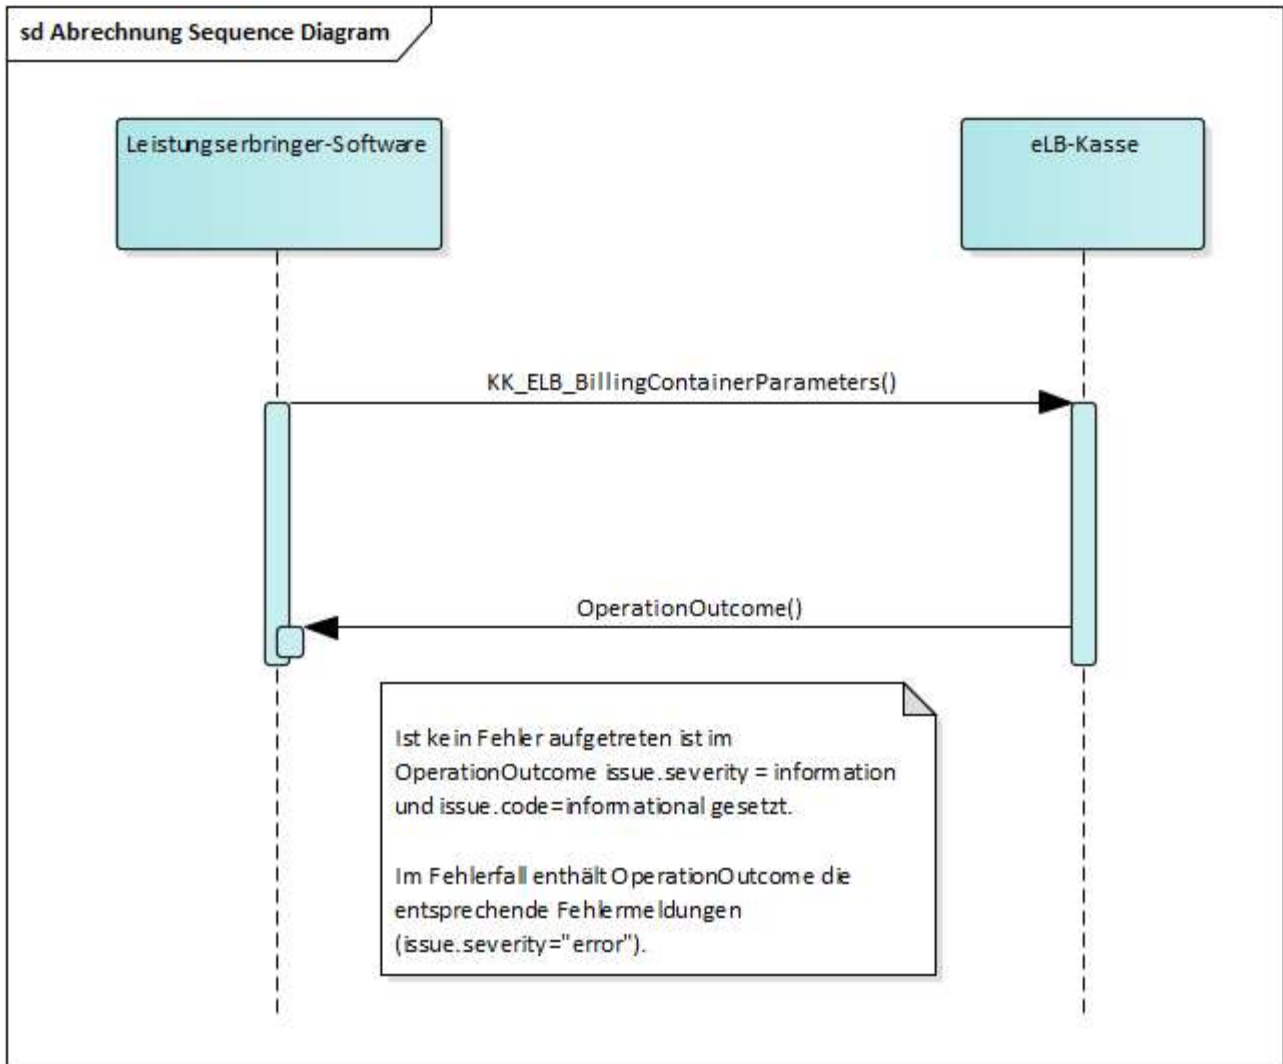 sd Abrechnung Sequence Diagram
Leistungserbringer-Software
eLB-Kasse
KK_ELB_BillingContainerParameters()
OperationOutcome()
Ist kein Fehler aufgetreten ist im
OperationOutcome issue.severity = information
und issue.code=informational gesetzt.
Im Fehlerfall enthält OperationOutcome die
entsprechende Fehlermeldungen
(issue.severity="error").